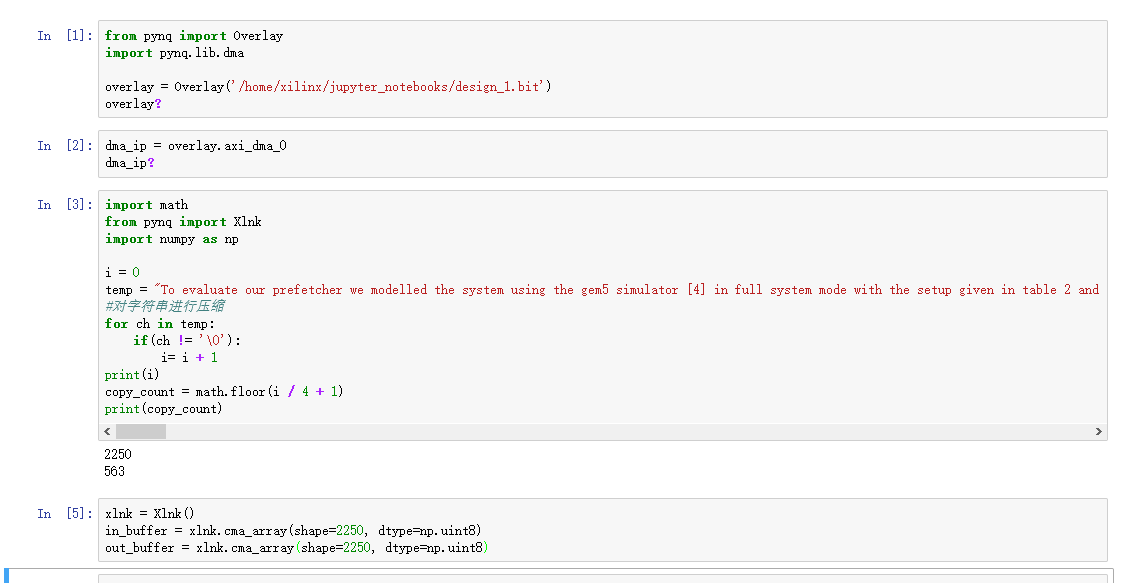 In [1]:
from pynq import Overlay
import pynq.lib.dma
overlay = Overlay('/home/xilinx/jupyter_notebooks/design_1.bit')
overlay?
In [2]:
dma_ip = overlay.axi_dma_0
dma_ip?
In [3]:
import math
from pynq import Xlnk
import numpy as np
i = 0
temp = "To evaluate our prefetcher we modelled the system using the gem5 simulator [4] in full system mode with the setup given in table 2 and
#对字符串进行压缩
for ch in temp:
    if(ch != '\0'):
        i= i + 1
print(i)
copy_count = math.floor(i / 4 + 1)
print(copy_count)
2250
563
In [5]:
xlnk = Xlnk()
in_buffer = xlnk.cma_array(shape=2250, dtype=np.uint8)
out_buffer = xlnk.cma_array(shape=2250, dtype=np.uint8)